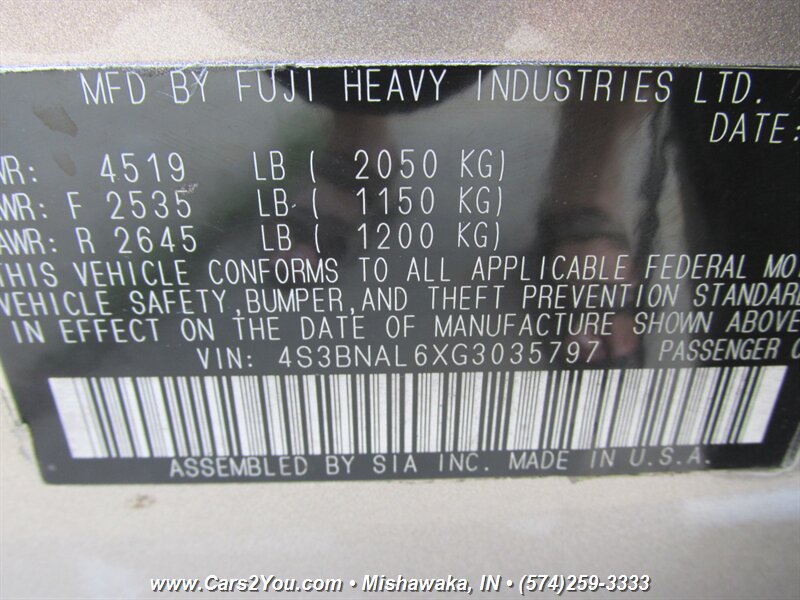 MFD BY FUJI HEAVY INDUSTRIES LTD.
DATE:
WR: 4519 LB ( 2050 KG)
WR: F 2535 LB ( 1150 KG)
AWR: R 2645 LB ( 1200 KG)
THIS VEHICLE CONFORMS TO ALL APPLICABLE FEDERAL MO
VEHICLE SAFETY, BUMPER, AND THEFT PREVENTION STANDAR
IN EFFECT ON THE DATE OF MANUFACTURE SHOWN ABOVE
VIN: 4S3BNAL6XG3035797 PASSENGER C
ASSEMBLED BY SIA INC. MADE IN U.S.A.
www.Cars2You.com • Mishawaka, IN • (574)259-3333